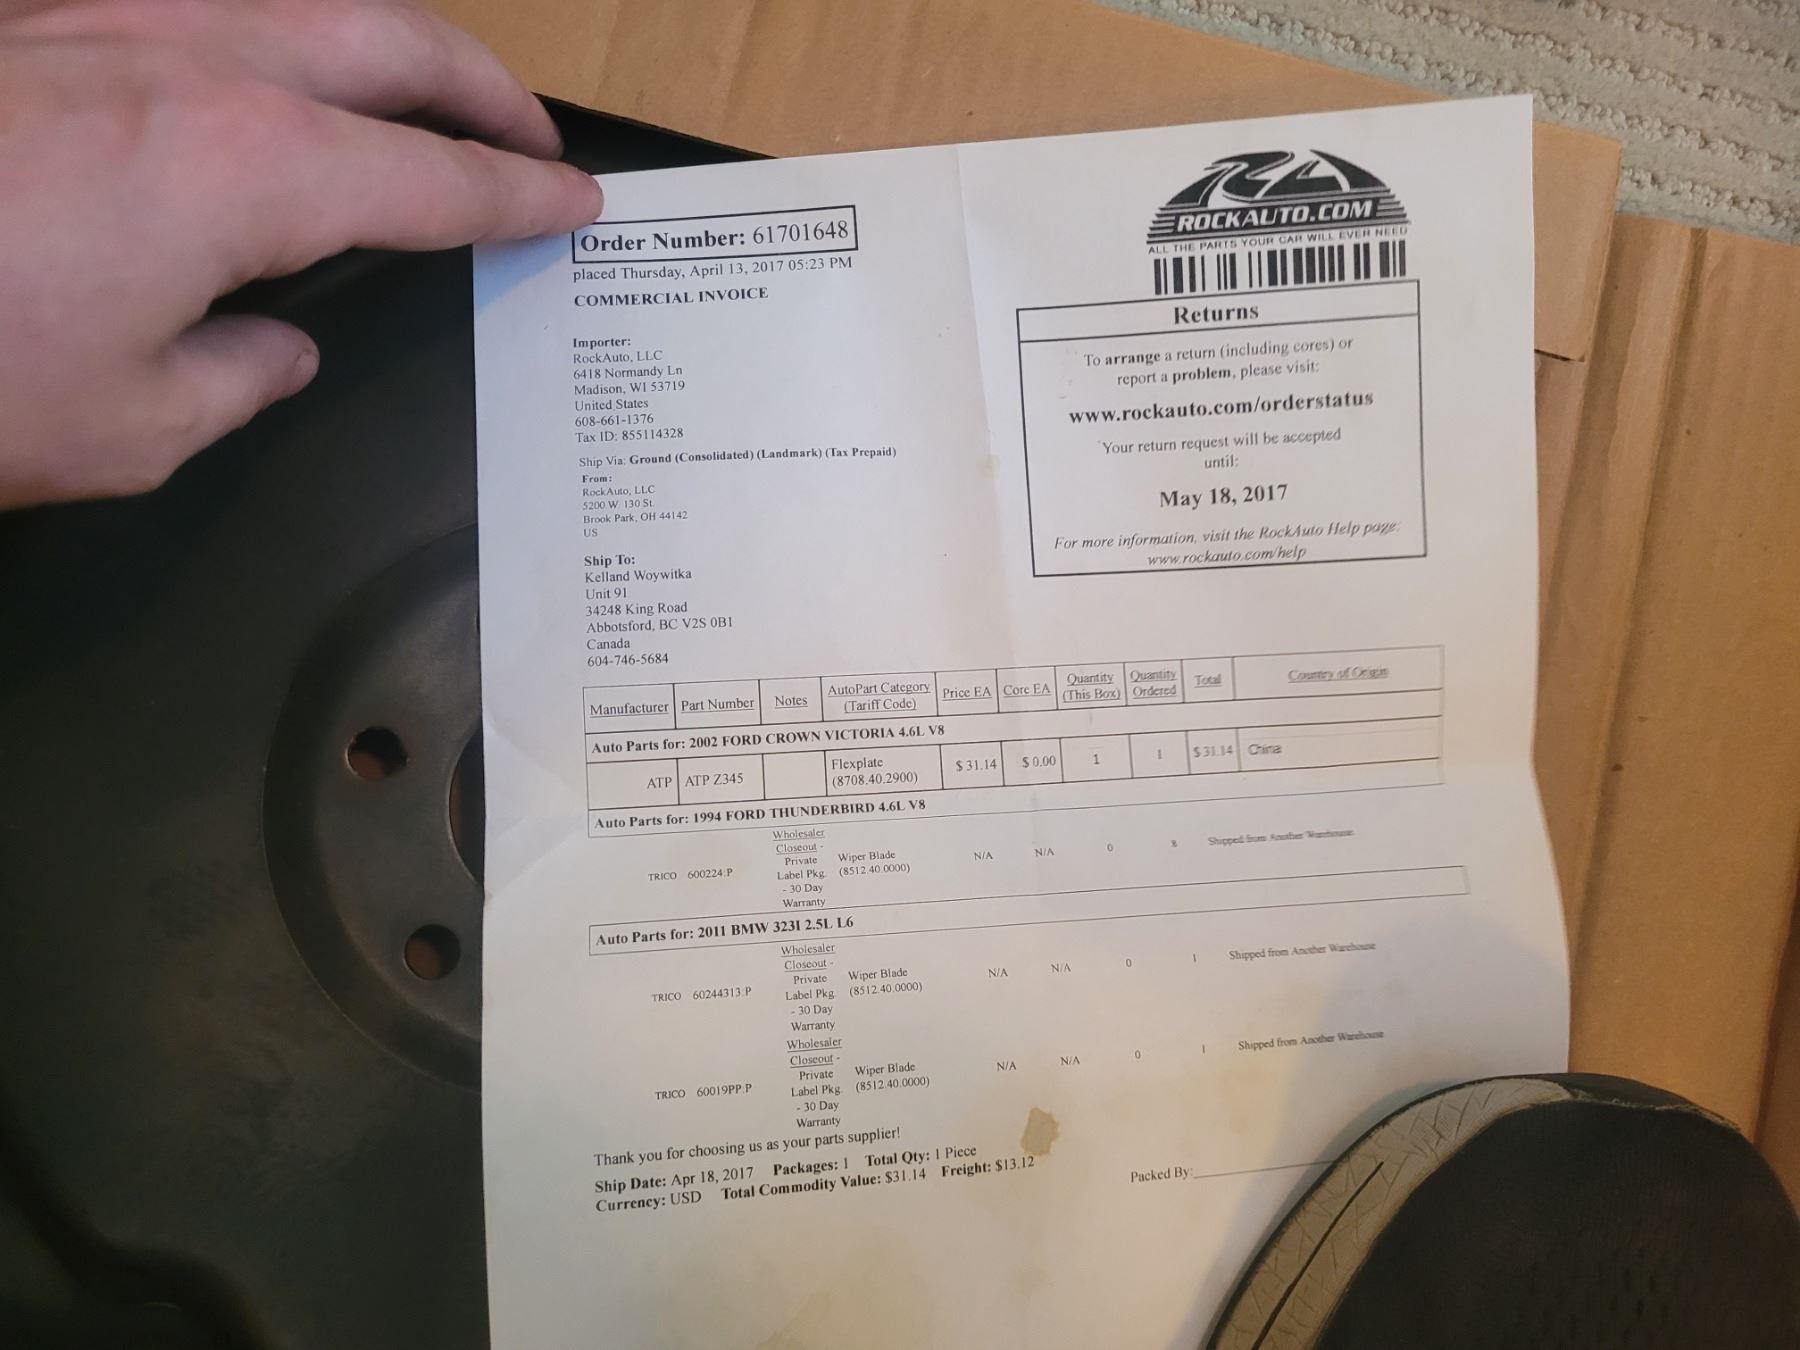 ROCKAUTO.COM
ALL THE PARTS YOUR CAR WILL EVER NEED
Order Number: 61701648
placed Thursday, April 13, 2017 05:23 PM
COMMERCIAL INVOICE
Importer:
RockAuto, LLC
6418 Normandy Ln
Madison, WI 53719
United States
608-661-1376
Tax ID: 855114328
Ship Via: Ground (Consolidated) (Landmark) (Tax Prepaid)
From:
RockAuto, LLC
5200 W. 130 St.
Brook Park, OH 44142
US
Ship To:
Kelland Woywitka
Unit 91
34248 King Road
Abbotsford, BC V2S 0B1
Canada
604-746-5684
Returns
To arrange a return (including cores) or
report a problem, please visit:
www.rockauto.com/orderstatus
Your return request will be accepted
until:
May 18, 2017
For more information, visit the RockAuto Help page:
www.rockauto.com/help
Manufacturer Part Number Notes AutoPart Category (Tariff Code) Price EA Core EA Quantity (This Box) Quantity Ordered Total Country of Origin
Auto Parts for: 2002 FORD CROWN VICTORIA 4.6L V8
ATP ATP Z345 Flexplate (8708.40.2900) $ 31.14 $ 0.00 1 1 $ 31.14 China
Auto Parts for: 1994 FORD THUNDERBIRD 4.6L V8
TRICO 600224.P Wholesaler Closeout - Private Label Pkg. - 30 Day Warranty Wiper Blade (8512.40.0000) N/A N/A 0 8 Shipped from Another Warehouse
Auto Parts for: 2011 BMW 323I 2.5L L6
TRICO 60244313.P Wholesaler Closeout - Private Label Pkg. - 30 Day Warranty Wiper Blade (8512.40.0000) N/A N/A 0 1 Shipped from Another Warehouse
TRICO 60019PP.P Wholesaler Closeout - Private Label Pkg. - 30 Day Warranty Wiper Blade (8512.40.0000) N/A N/A 0 1 Shipped from Another Warehouse
Thank you for choosing us as your parts supplier!
Ship Date: Apr 18, 2017 Packages: 1 Total Qty: 1 Piece
Currency: USD Total Commodity Value: $31.14 Freight: $13.12
Packed By: